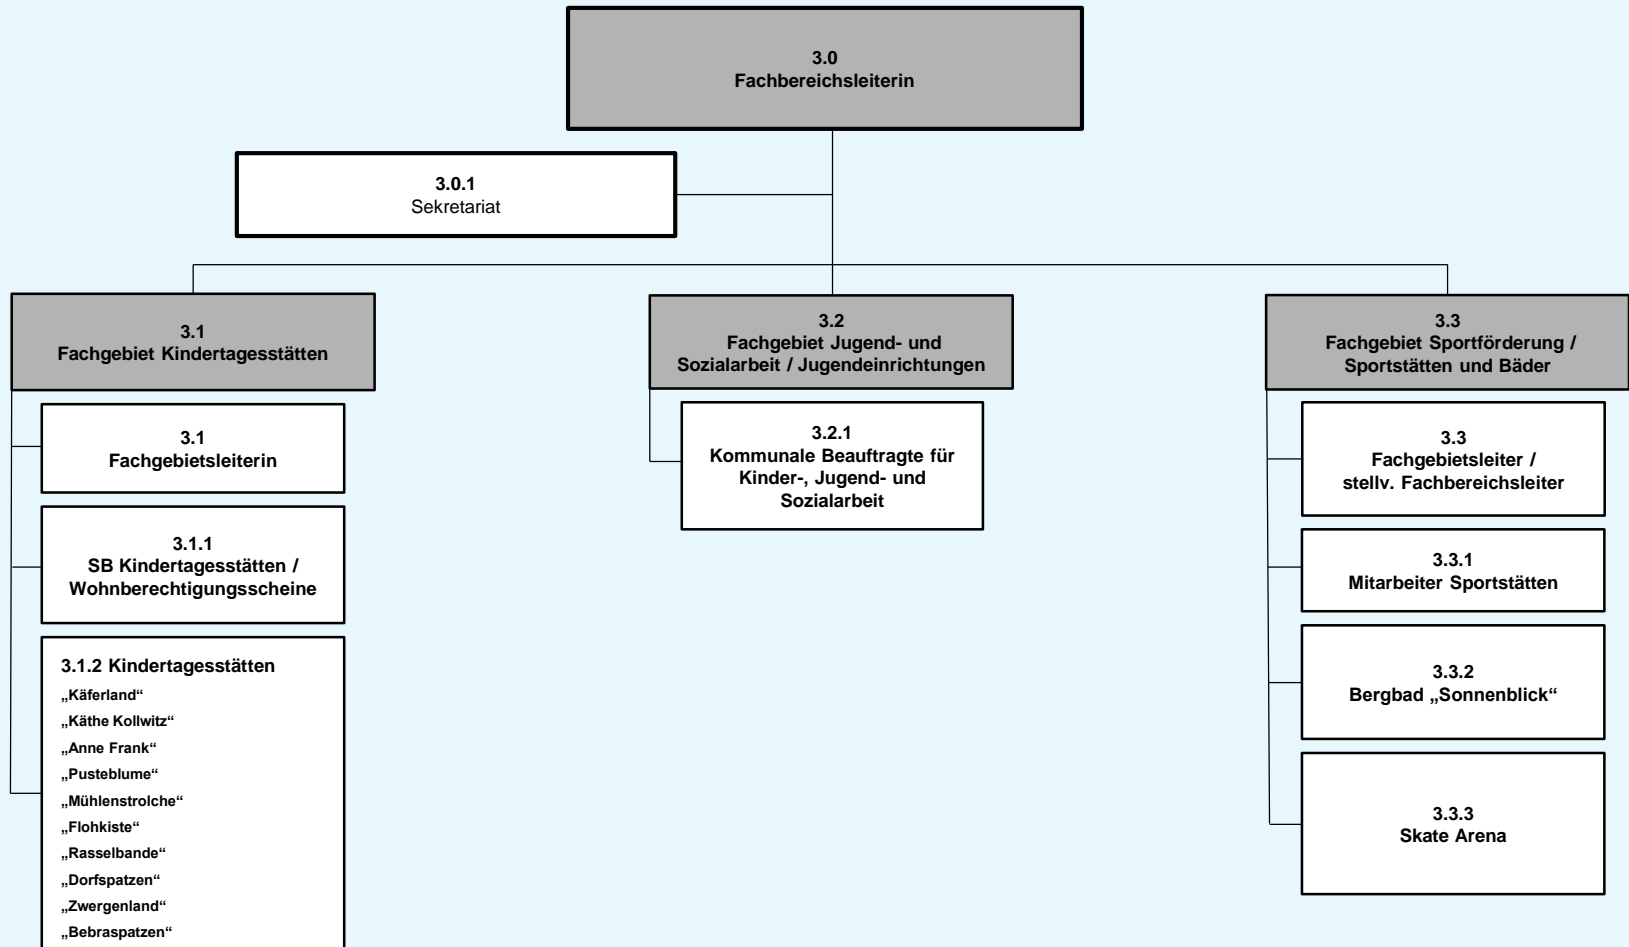 3.0
Fachbereichsleiterin
3.0.1
Sekretariat
3.1
Fachgebiet Kindertagesstätten
3.1
Fachgebietsleiterin
3.1.1
SB Kindertagesstätten /
Wohnberechtigungsscheine
3.1.2 Kindertagesstätten
„Käferland“
„Käthe Kollwitz“
„Anne Frank“
„Pusteblume“
„Mühlenstrolche“
„Flohkiste“
„Rasselbande“
„Dorfspatzen“
„Zwergenland“
„Bebraspatzen“
3.2
Fachgebiet Jugend- und
Sozialarbeit / Jugendeinrichtungen
3.2.1
Kommunale Beauftragte für
Kinder-, Jugend- und
Sozialarbeit
3.3
Fachgebiet Sportförderung /
Sportstätten und Bäder
3.3
Fachgebietsleiter /
stellv. Fachbereichsleiter
3.3.1
Mitarbeiter Sportstätten
3.3.2
Bergbad „Sonnenblick“
3.3.3
Skate Arena